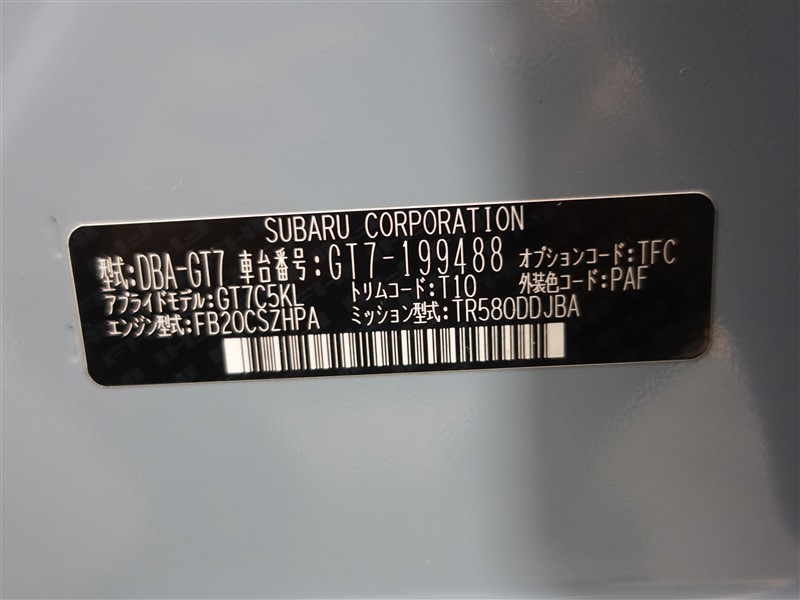 SUBARU CORPORATION
型式:DBA-GT7 車台番号:GT7-199488 オプションコード:TFC
アプライドモデル:GT7C5KL トリムコード:T10 外装色コード:PAF
エンジン型式:FB20CSZHPA ミッション型式:TR580DDJBA